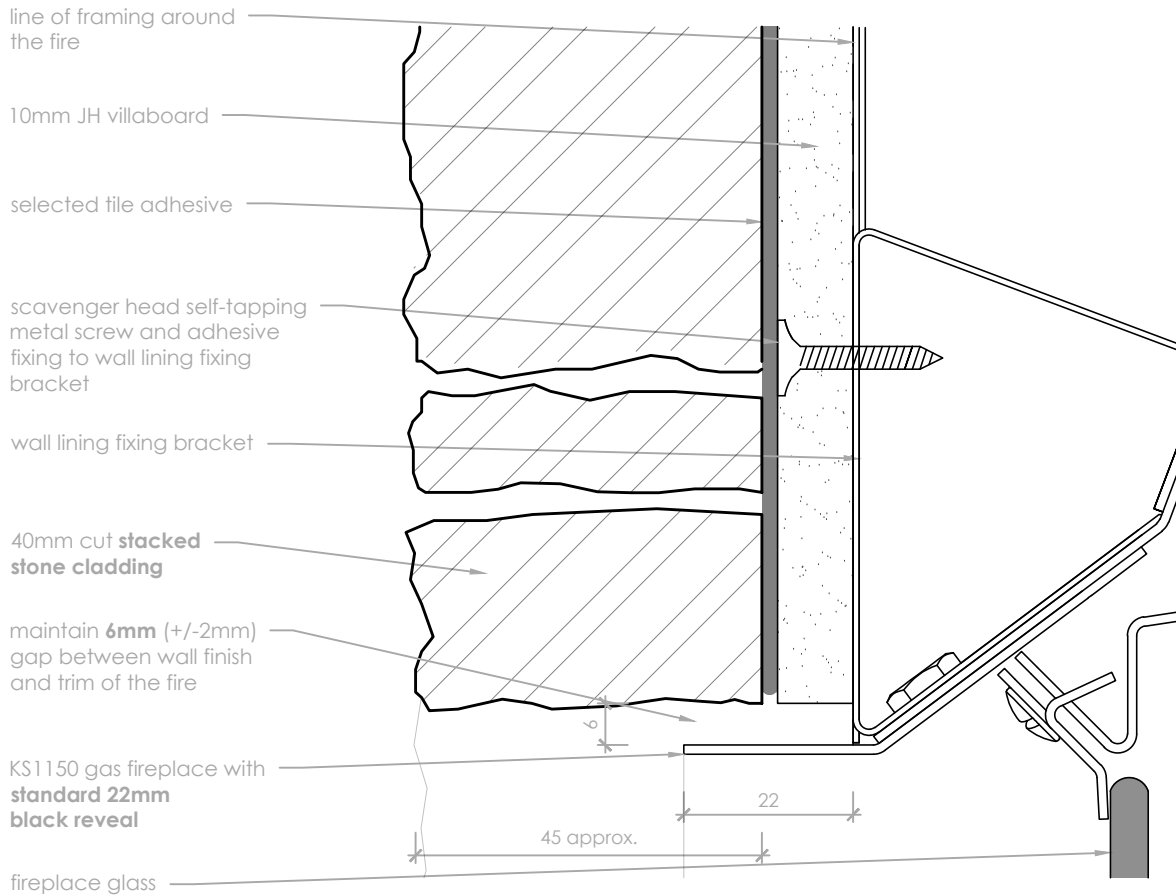 line of framing around
the fire
10mm JH villaboard
selected tile adhesive
scavenger head self-tapping
metal screw and adhesive
fixing to wall lining fixing
bracket
wall lining fixing bracket
40mm cut stacked
stone cladding
maintain 6mm (+/-2mm)
gap between wall finish
and trim of the fire
6
KS1150 gas fireplace with
standard 22mm
black reveal
22
45 approx.
fireplace glass